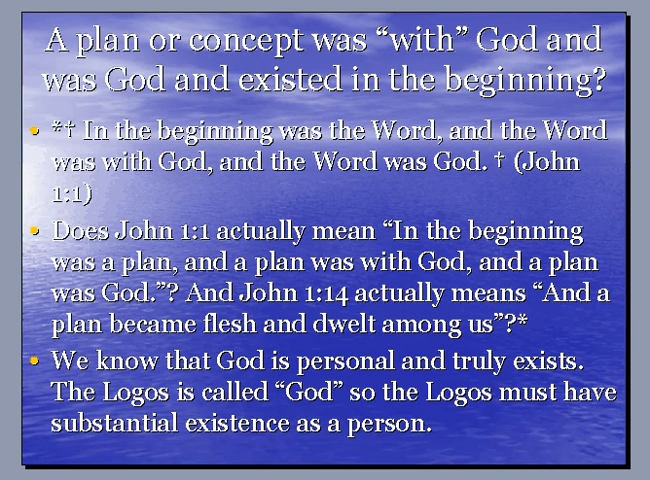 A plan or concept was “with” God and
was God and existed in the beginning?
• *† In the beginning was the Word, and the Word
was with God, and the Word was God. † (John
1:1)
• Does John 1:1 actually mean “In the beginning
was a plan, and a plan was with God, and a plan
was God.”? And John 1:14 actually means “And a
plan became flesh and dwelt among us”?*
• We know that God is personal and truly exists.
The Logos is called “God” so the Logos must have
substantial existence as a person.